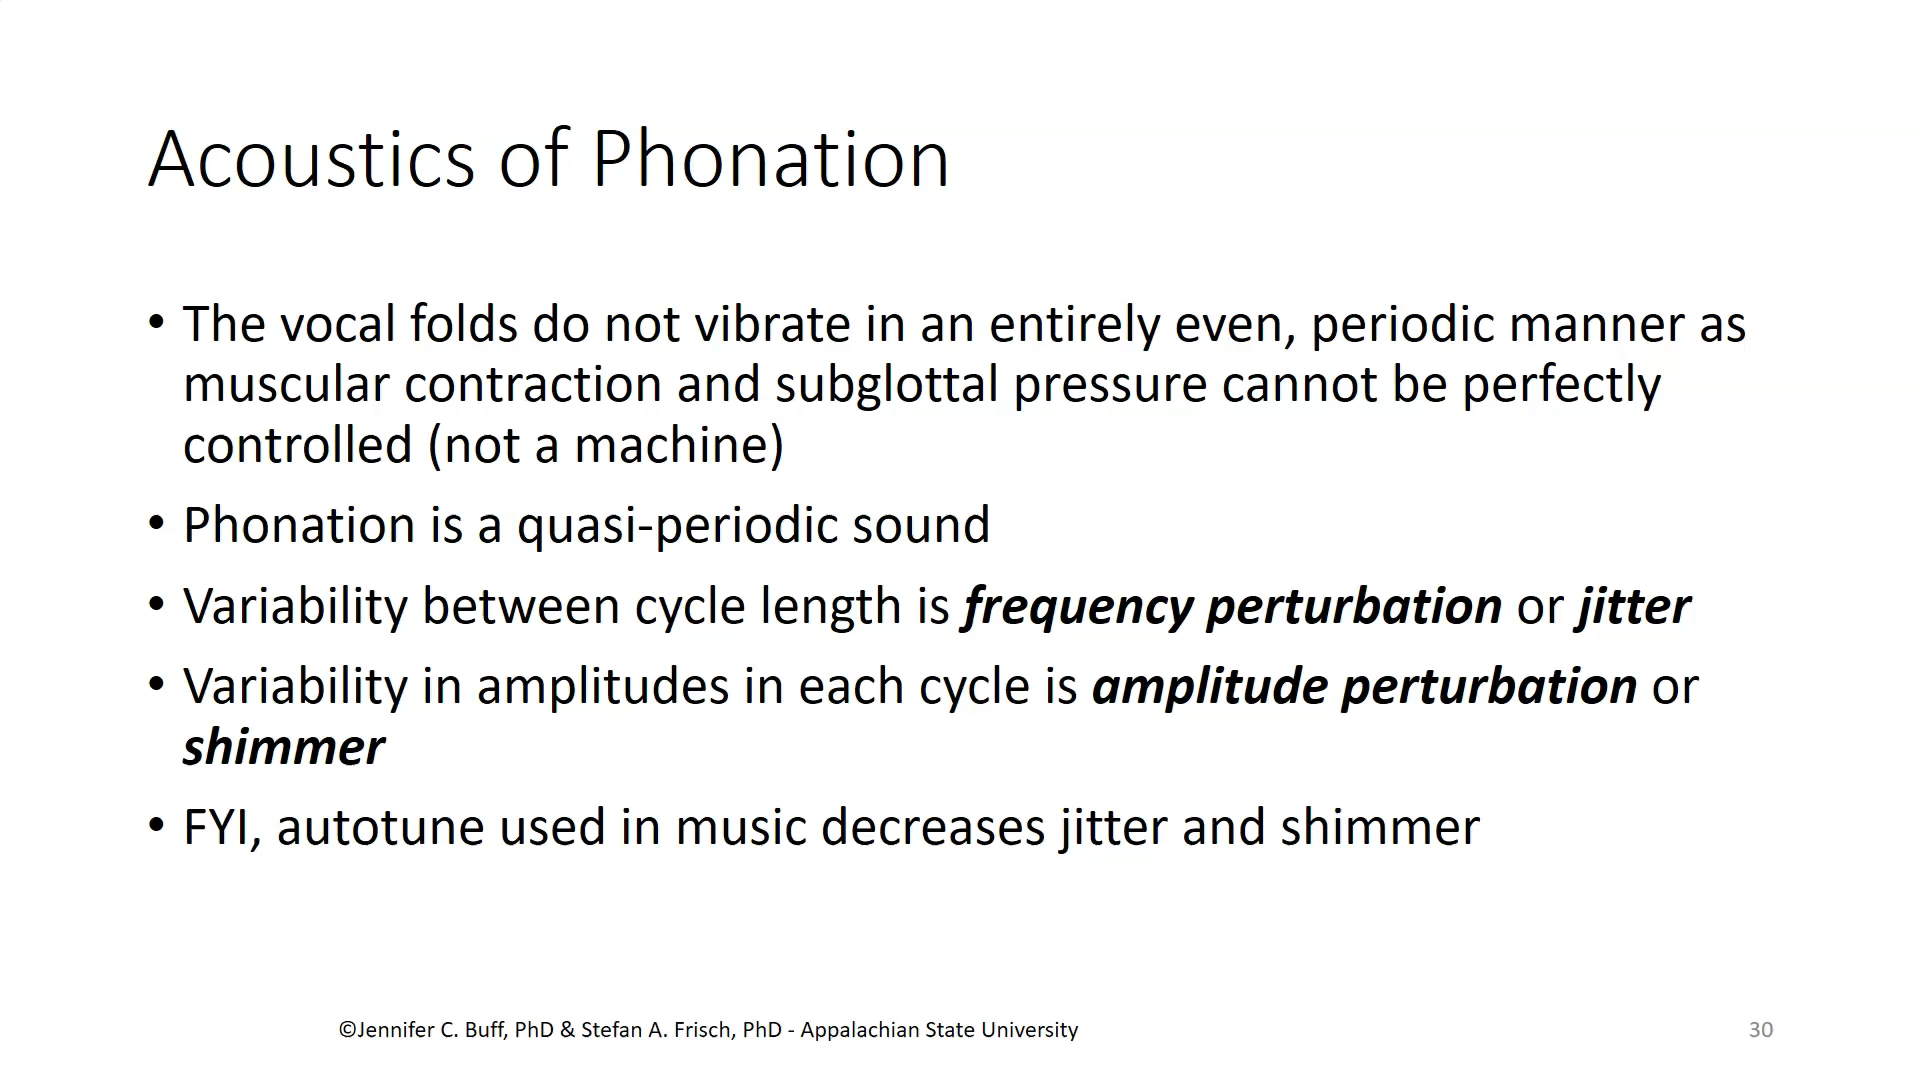 Acoustics of Phonation
• The vocal folds do not vibrate in an entirely even, periodic manner as
muscular contraction and subglottal pressure cannot be perfectly
controlled (not a machine)
• Phonation is a quasi-periodic sound
• Variability between cycle length is frequency perturbation or jitter
• Variability in amplitudes in each cycle is amplitude perturbation or
shimmer
• FYI, autotune used in music decreases jitter and shimmer
©Jennifer C. Buff, PhD & Stefan A. Frisch, PhD - Appalachian State University
30